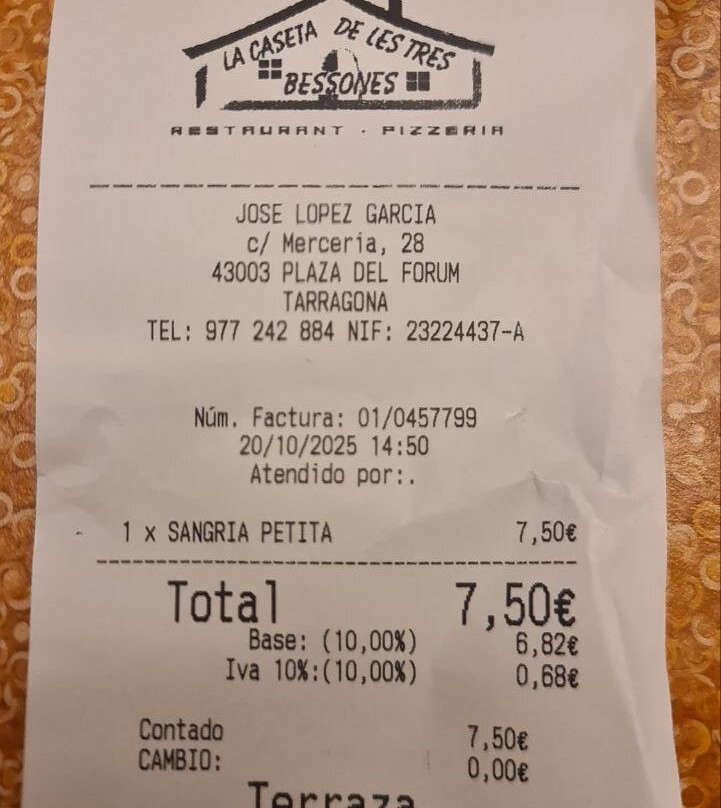 LA CASETA DE LES TRES
BESSONES
RESTAURANT · PIZZERIA
JOSE LOPEZ GARCIA
c/ Merceria, 28
43003 PLAZA DEL FORUM
TARRAGONA
TEL: 977 242 884 NIF: 23224437-A
Núm. Factura: 01/0457799
20/10/2025 14:50
Atendido por:.
1 x SANGRIA PETITA 7,50€
Total 7,50€
Base: (10,00%) 6,82€
Iva 10%:(10,00%) 0,68€
Contado 7,50€
CAMBIO: 0,00€
Terraza